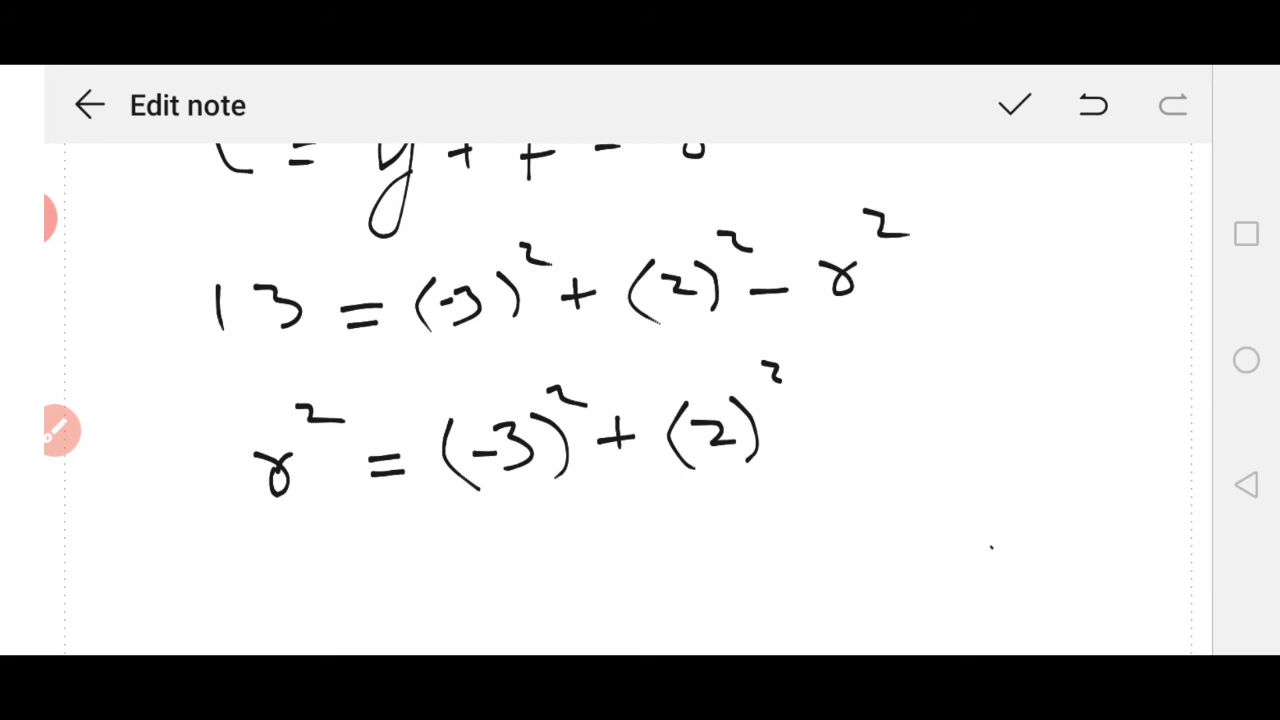 Edit note
13 = (-3)² + (2)² - r²
r² = (-3)² + (2)²